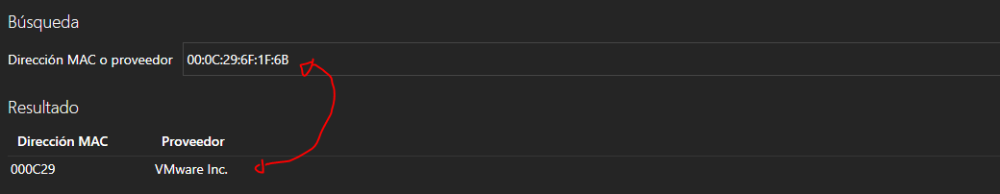 Búsqueda
Dirección MAC o proveedor 00:0C:29:6F:1F:6B
Resultado
Dirección MAC Proveedor
000C29 VMware Inc.